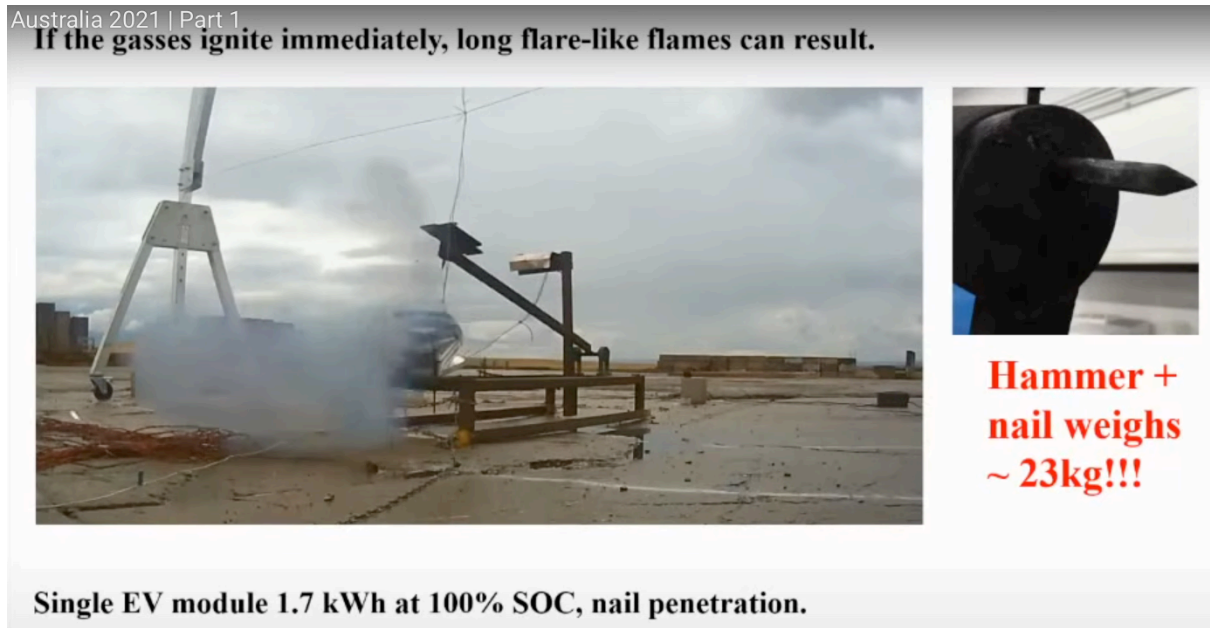 Australia 2021 | Part 1
If the gasses ignite immediately, long flare-like flames can result.
Hammer +
nail weighs
~ 23kg!!!
Single EV module 1.7 kWh at 100% SOC, nail penetration.